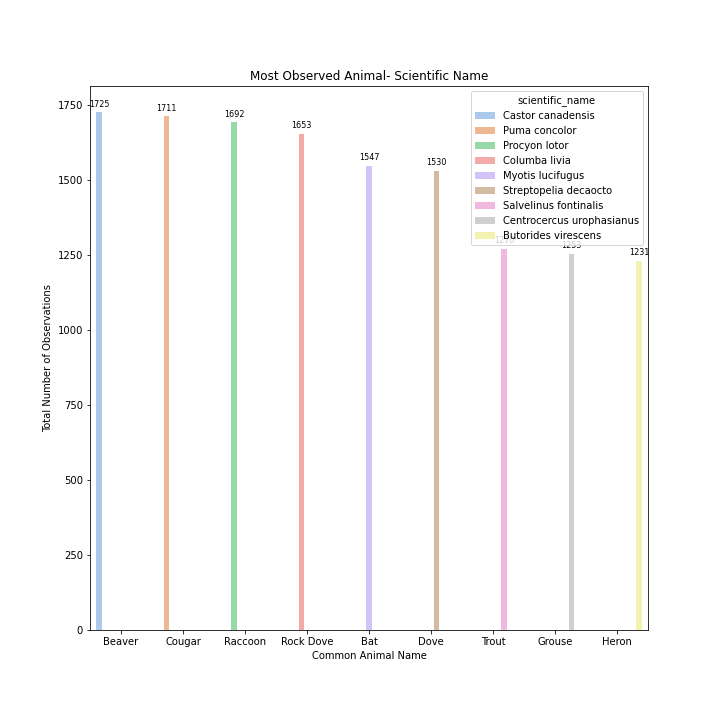 Most Observed Animal- Scientific Name
1725
1711
1692
1653
1547
1530
1270
1253
1231
scientific_name
Castor canadensis
Puma concolor
Procyon lotor
Columba livia
Myotis lucifugus
Streptopelia decaocto
Salvelinus fontinalis
Centrocercus urophasianus
Butorides virescens
Total Number of Observations
1750
1500
1250
1000
750
500
250
0
Beaver Cougar Raccoon Rock Dove Bat Dove Trout Grouse Heron
Common Animal Name